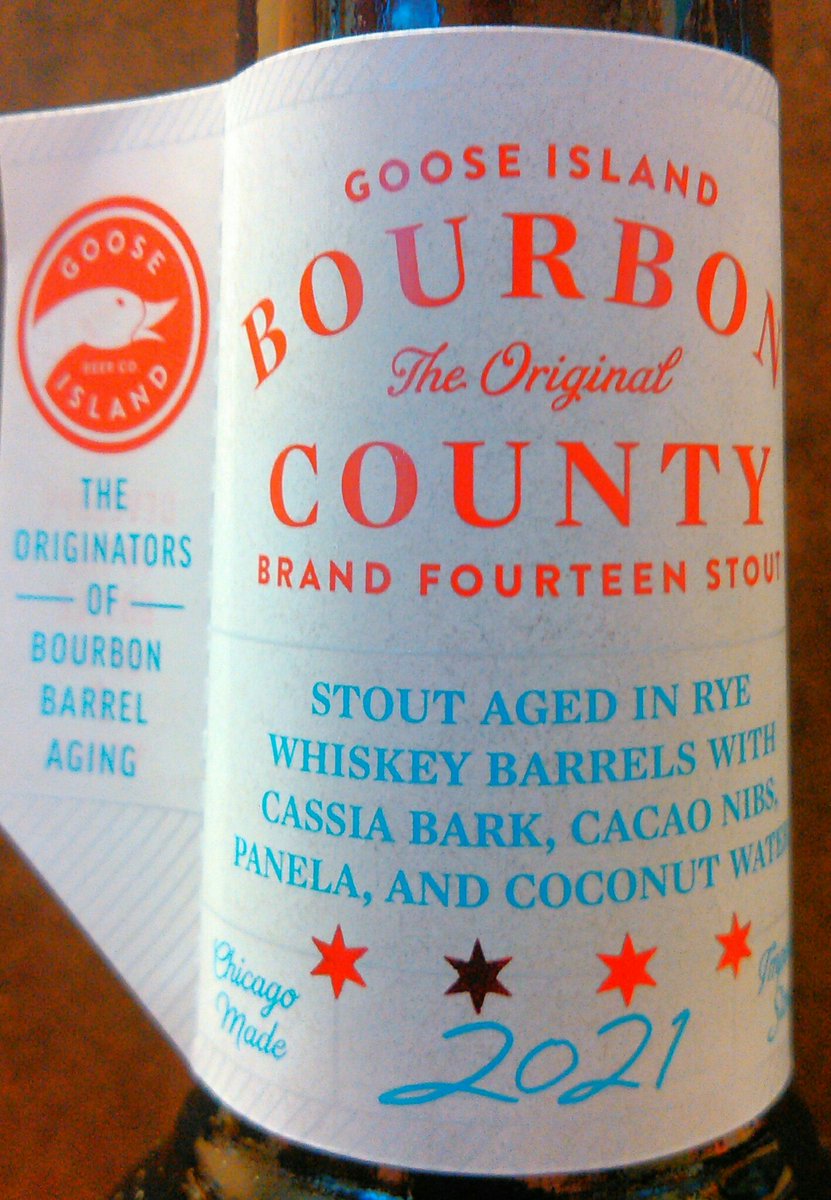 GOOSE
BEER CO.
ISLAND
THE
ORIGINATORS
OF
BOURBON
BARREL
AGING
GOOSE ISLAND
BOURBON
The Original
COUNTY
BRAND FOURTEEN STOUT
STOUT AGED IN RYE
WHISKEY BARRELS WITH
CASSIA BARK, CACAO NIBS,
PANELA, AND COCONUT WATER
Chicago
Made
2021